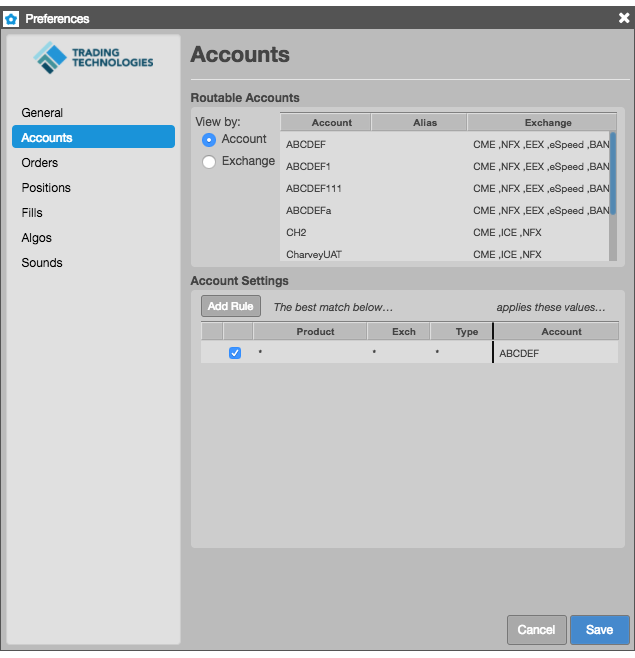 Preferences
TRADING
TECHNOLOGIES
General
Accounts
Orders
Positions
Fills
Algos
Sounds
Accounts
Routable Accounts
View by:
Account
Exchange
Account Alias Exchange
ABCDEF CME ,NFX ,EEX ,eSpeed ,BAN
ABCDEF1 CME ,NFX ,EEX ,eSpeed ,BAN
ABCDEF111 CME ,NFX ,EEX ,eSpeed ,BAN
ABCDEFa CME ,NFX ,EEX ,eSpeed ,BAN
CH2 CME ,ICE ,NFX
CharveyUAT CME ,ICE ,NFX
Account Settings
Add Rule The best match below... applies these values...
Product Exch Type Account
* * * ABCDEF
Cancel Save